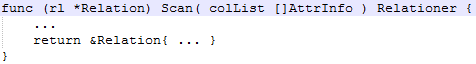 func (rl *Relation) Scan( colList []AttrInfo ) Relationer {
    ...
    return &Relation{ ... }
}